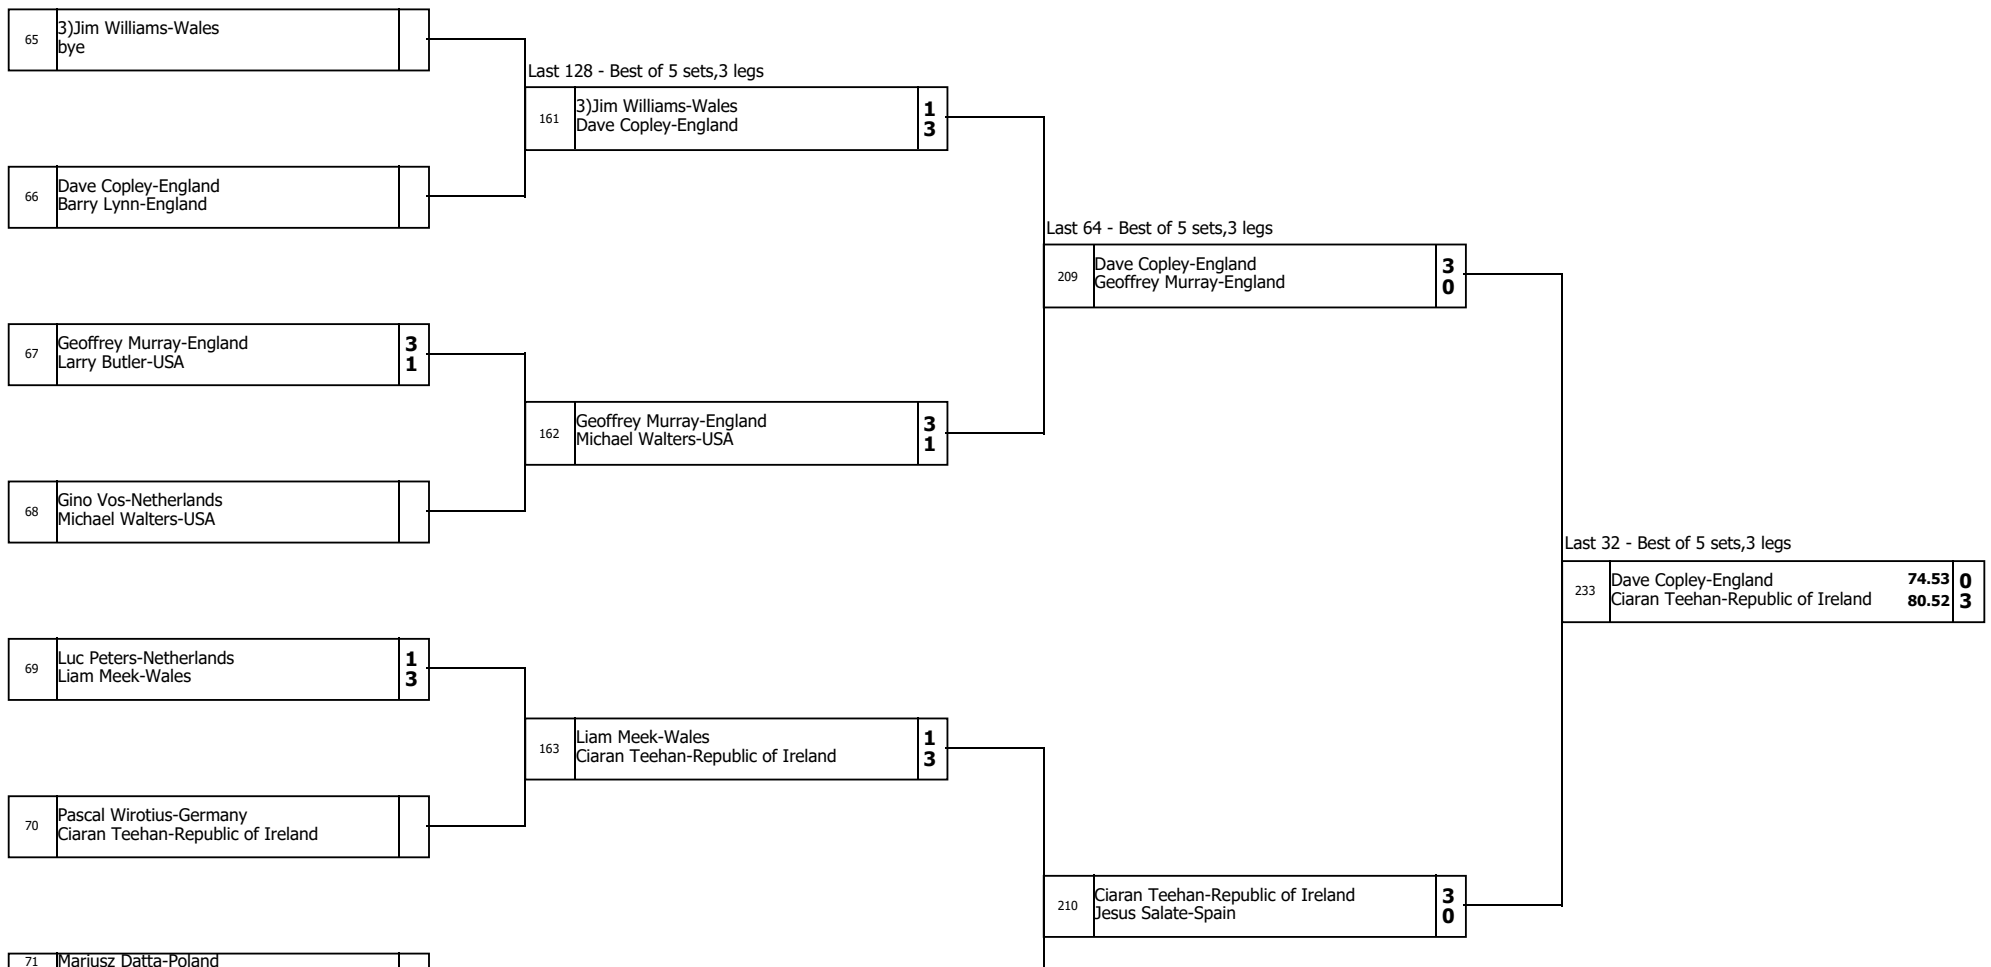 65
3)Jim Williams-Wales
bye
Last 128 - Best of 5 sets,3 legs
161
3)Jim Williams-Wales 1
Dave Copley-England 3
66
Dave Copley-England
Barry Lynn-England
Last 64 - Best of 5 sets,3 legs
209
Dave Copley-England 3
Geoffrey Murray-England 0
67
Geoffrey Murray-England 3
Larry Butler-USA 1
162
Geoffrey Murray-England 3
Michael Walters-USA 1
68
Gino Vos-Netherlands
Michael Walters-USA
Last 32 - Best of 5 sets,3 legs
233
Dave Copley-England 74.53 0
Ciaran Teehan-Republic of Ireland 80.52 3
69
Luc Peters-Netherlands 1
Liam Meek-Wales 3
163
Liam Meek-Wales 1
Ciaran Teehan-Republic of Ireland 3
70
Pascal Wirotius-Germany
Ciaran Teehan-Republic of Ireland
210
Ciaran Teehan-Republic of Ireland 3
Jesus Salate-Spain 0
71
Mariusz Datta-Poland